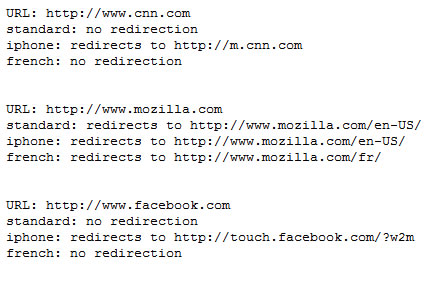 URL: http://www.cnn.com
standard: no redirection
iphone: redirects to http://m.cnn.com
french: no redirection
URL: http://www.mozilla.com
standard: redirects to http://www.mozilla.com/en-US/
iphone: redirects to http://www.mozilla.com/en-US/
french: redirects to http://www.mozilla.com/fr/
URL: http://www.facebook.com
standard: no redirection
iphone: redirects to http://touch.facebook.com/?w2m
french: no redirection